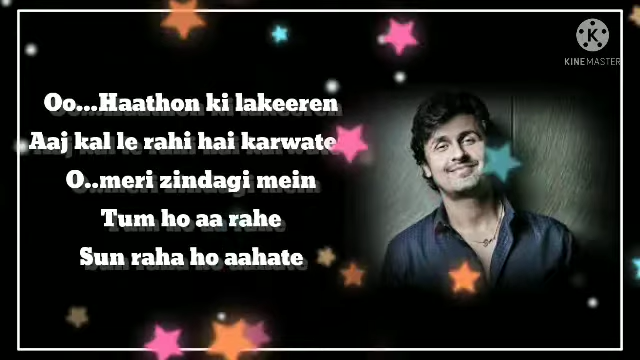 K
KINEMASTER
Oo...Haathon ki lakeeren
Aaj kal le rahi hai karwate
O..meri zindagi mein
Tum ho aa rahe
Sun raha ho aahate